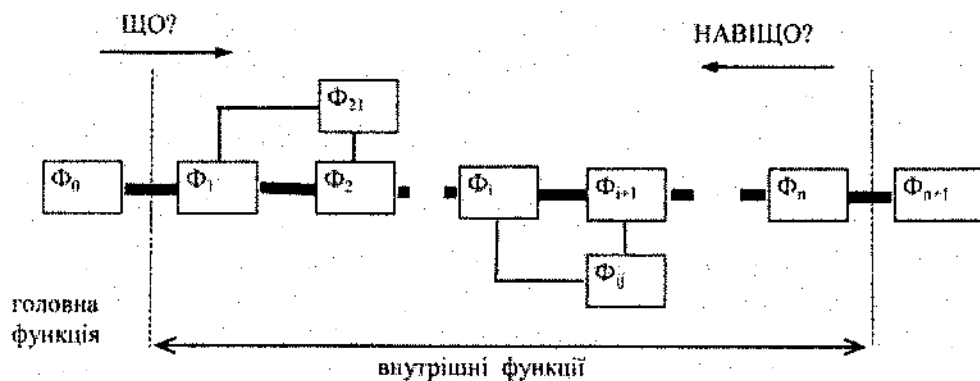 ЩО?
НАВІЩО?
Ф₂₁
Ф₀ Ф₁ Ф₂ Фᵢ Фᵢ₊₁ Фₙ Фₙ₊₁
Фᵢⱼ
головна
функція
внутрішні функції